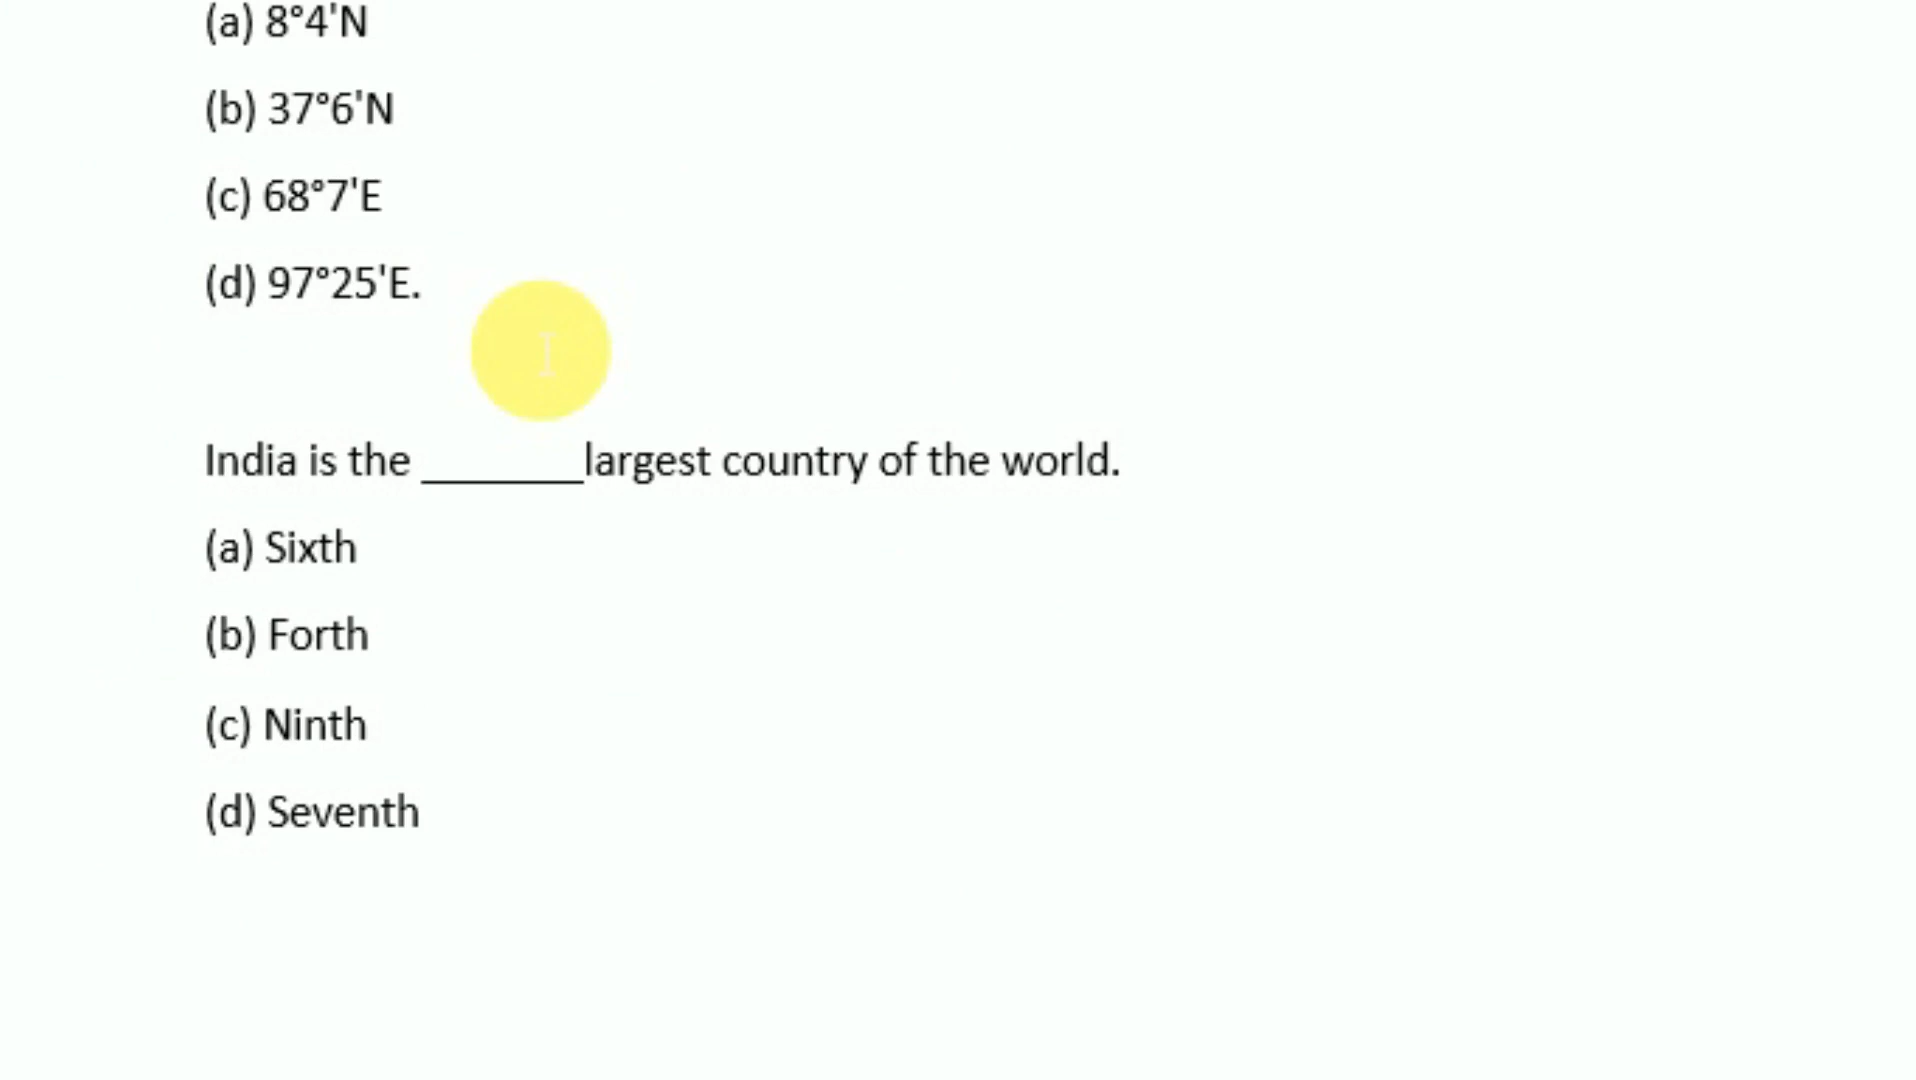 (a) 8°4'N
(b) 37°6'N
(c) 68°7'E
(d) 97°25'E.
India is the _______largest country of the world.
(a) Sixth
(b) Forth
(c) Ninth
(d) Seventh